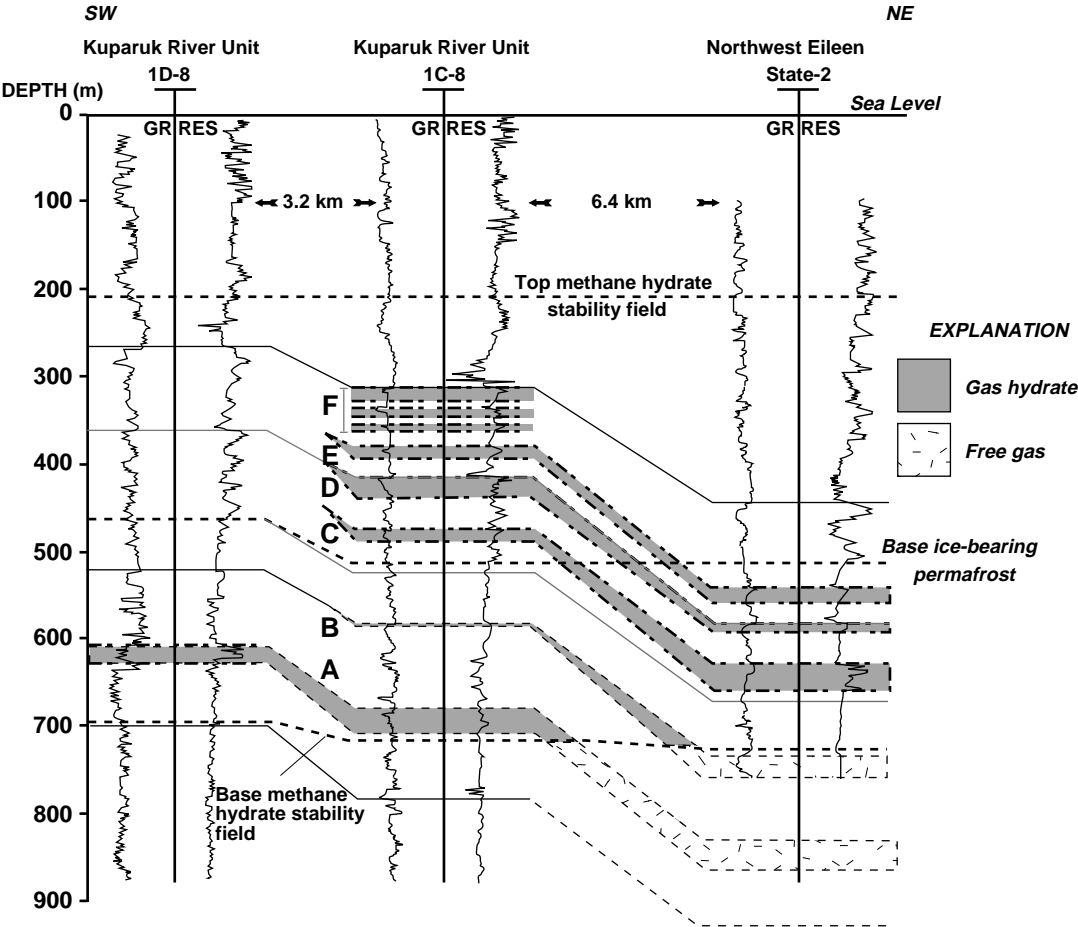 SW
NE
Kuparuk River Unit
1D-8
Kuparuk River Unit
1C-8
Northwest Eileen
State-2
DEPTH (m)
Sea Level
0
GR RES
GR RES
GR RES
100
3.2 km
6.4 km
200
Top methane hydrate
stability field
EXPLANATION
Gas hydrate
Free gas
300
F
E
400
D
C
500
Base ice-bearing
permafrost
600
B
A
700
Base methane
hydrate stability
field
800
900